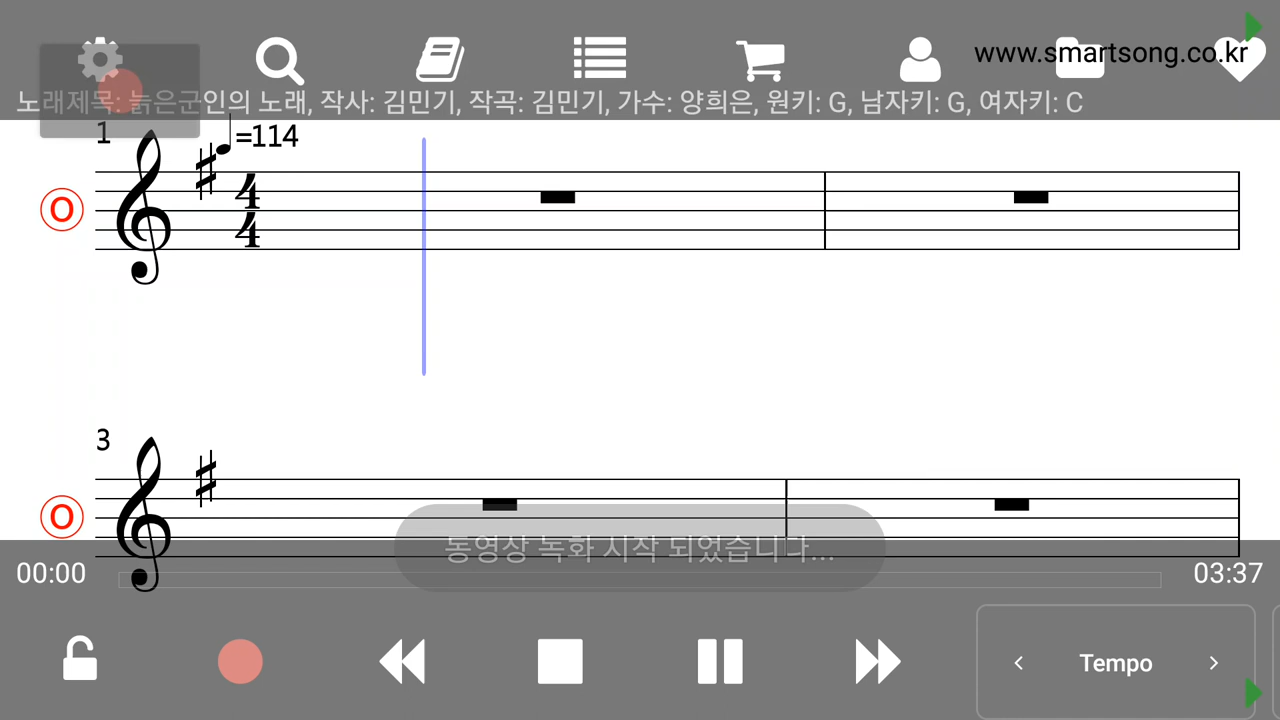 www.smartsong.co.kr
노래제목: 늙은군인의 노래, 작사: 김민기, 작곡: 김민기, 가수: 양희은, 원키: G, 남자키: G, 여자키: C
1
=114
4
4
O
3
O
동영상 녹화 시작 되었습니다...
00:00
03:37
< Tempo >